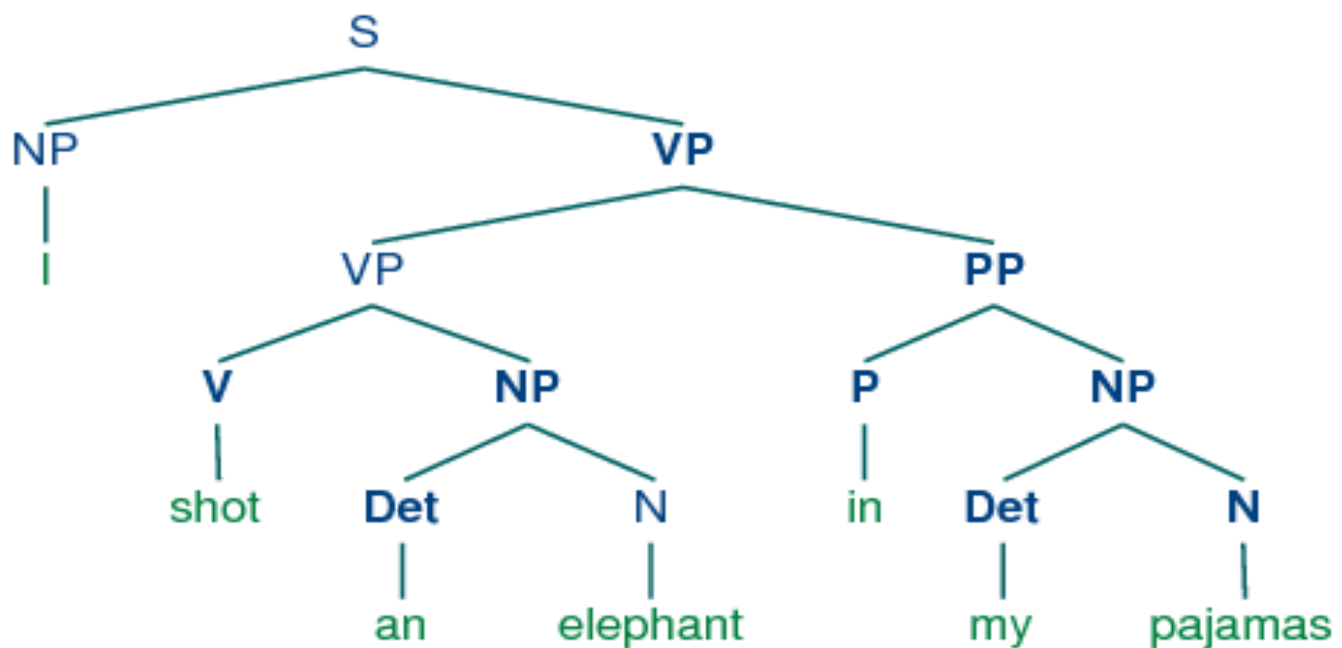 S
NP VP
I VP PP
V NP P NP
shot Det N in Det N
an elephant my pajamas